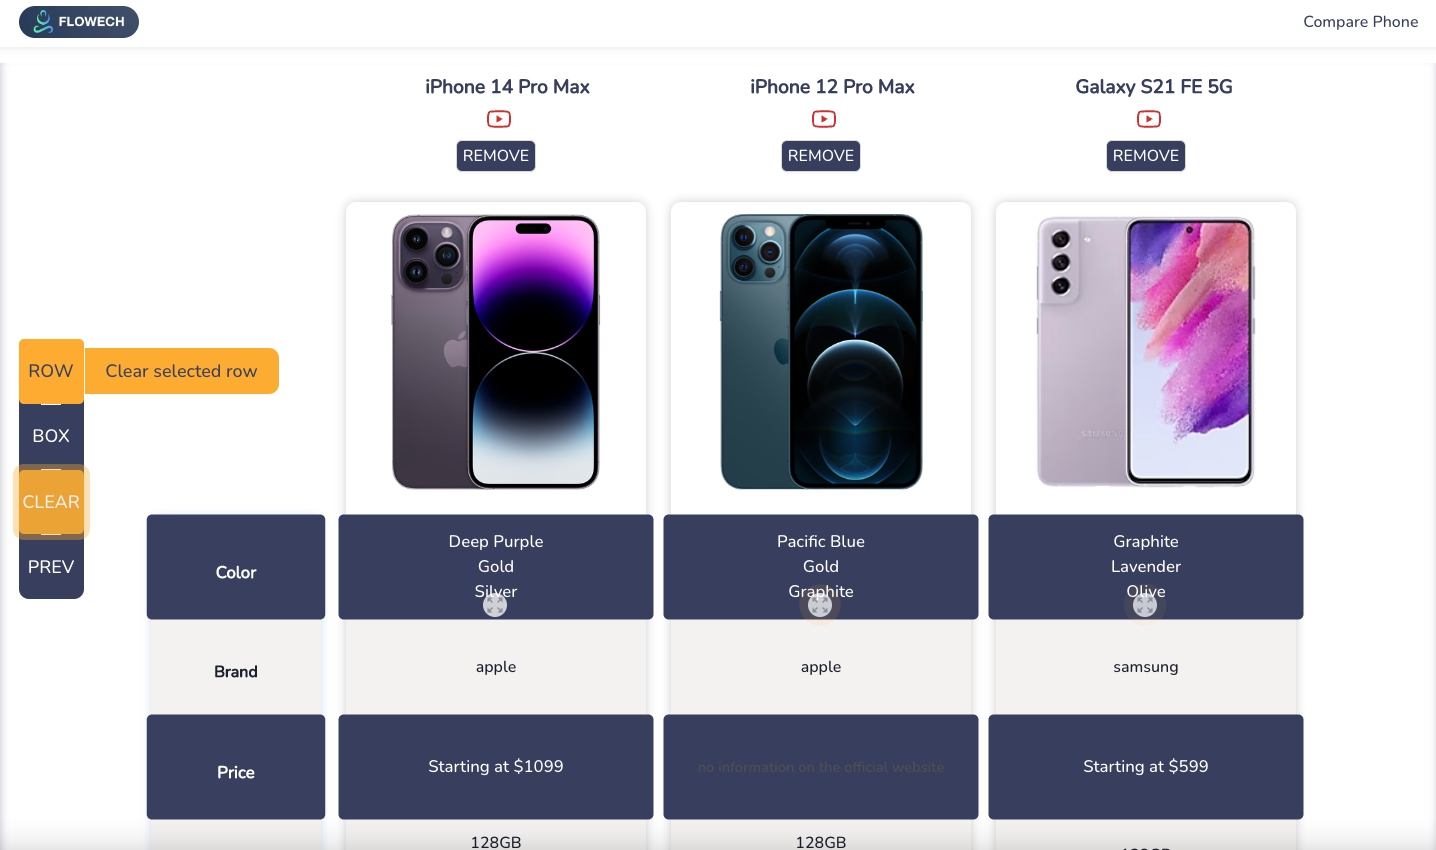 FLOWECH
Compare Phone
iPhone 14 Pro Max
iPhone 12 Pro Max
Galaxy S21 FE 5G
REMOVE
REMOVE
REMOVE
SAMSUNG
ROW
Clear selected row
BOX
CLEAR
PREV
Color
Deep Purple
Gold
Silver
Pacific Blue
Gold
Graphite
Graphite
Lavender
Olive
Brand
apple
apple
samsung
Price
Starting at $1099
no information on the official website
Starting at $599
128GB
128GB